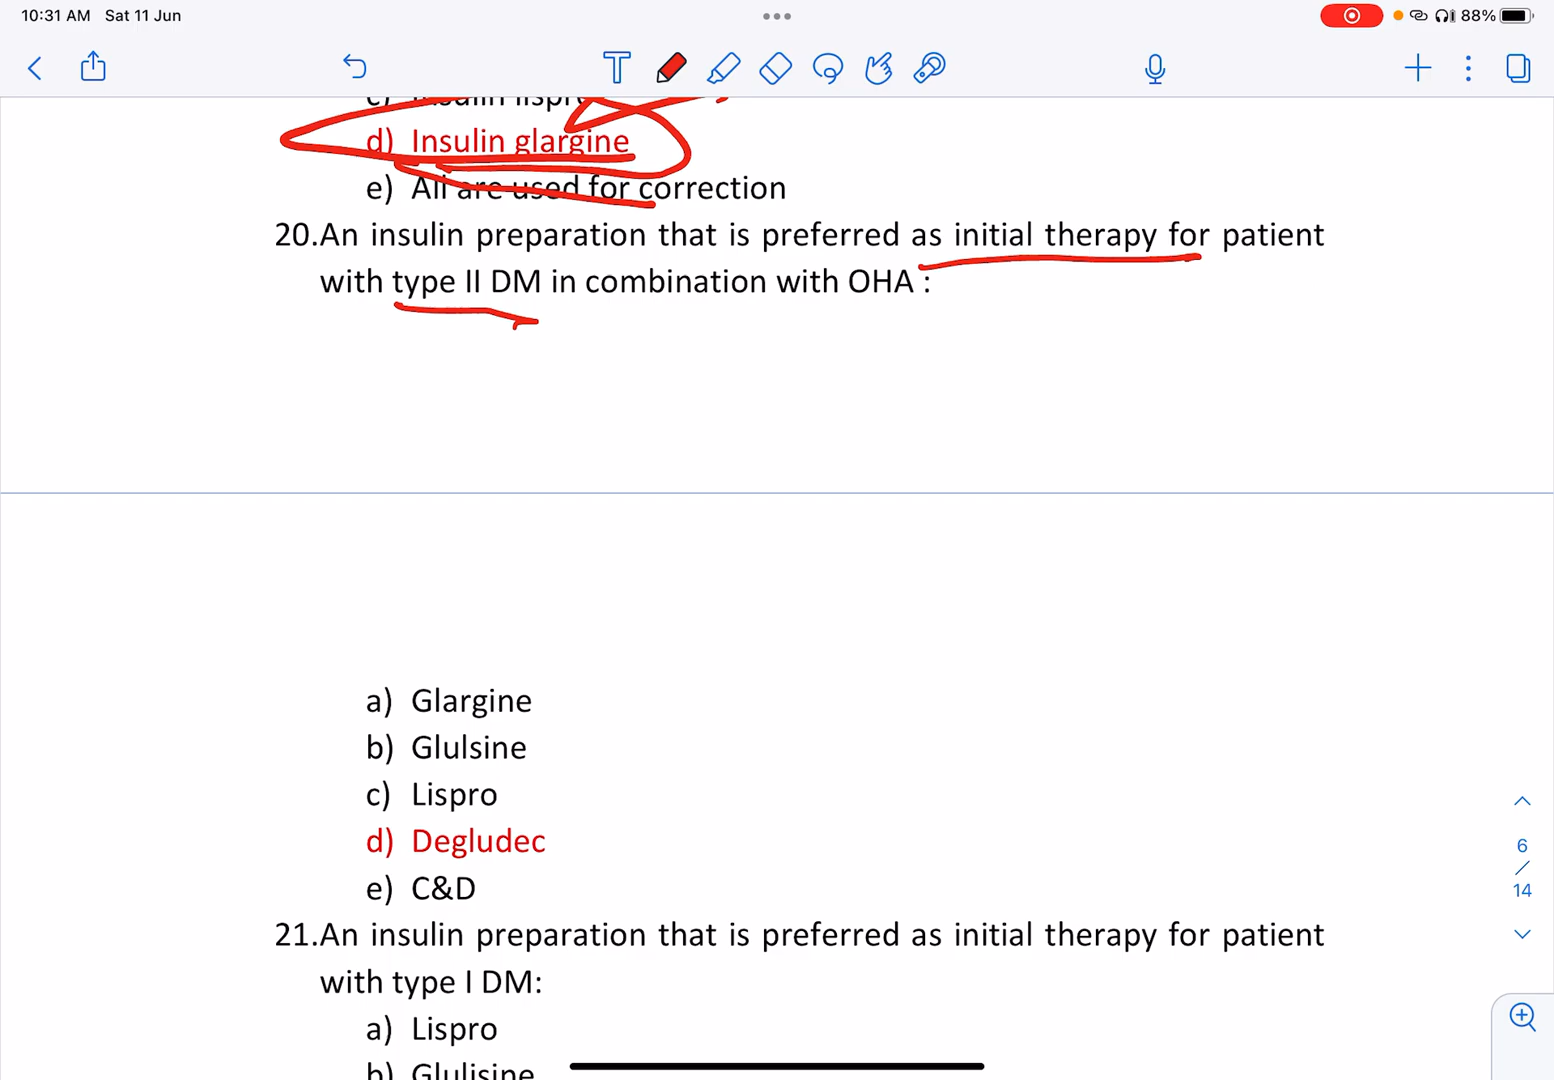 10:31 AM Sat 11 Jun
88%
T
d) Insulin glargine
e) All are used for correction
20.An insulin preparation that is preferred as initial therapy for patient
with type II DM in combination with OHA :
a) Glargine
b) Glulsine
c) Lispro
d) Degludec
e) C&D
21.An insulin preparation that is preferred as initial therapy for patient
with type I DM:
a) Lispro
b) Glulisine
6
/
14